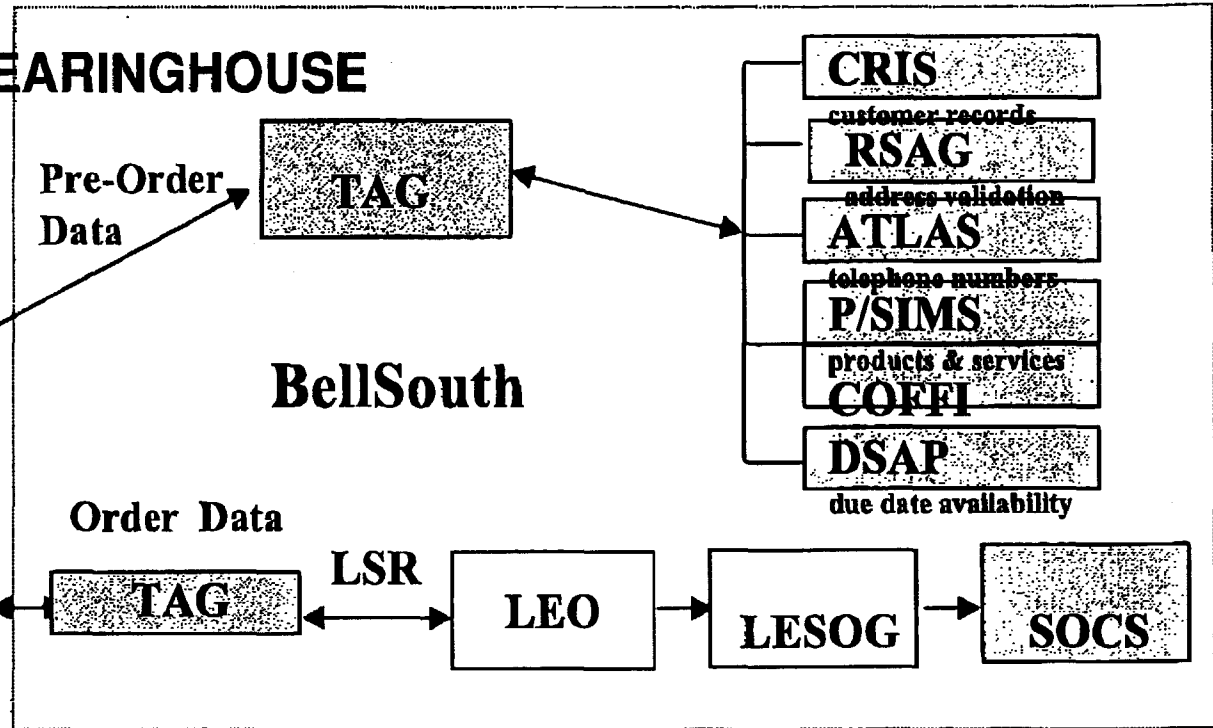 EARINGHOUSE
Pre-Order
Data
TAG
CRIS
customer records
RSAG
address validation
ATLAS
telephone numbers
P/SIMS
products & services
COFFI
DSAP
due date availability
BellSouth
Order Data
TAG
LSR
LEO
LESOG
SOCS